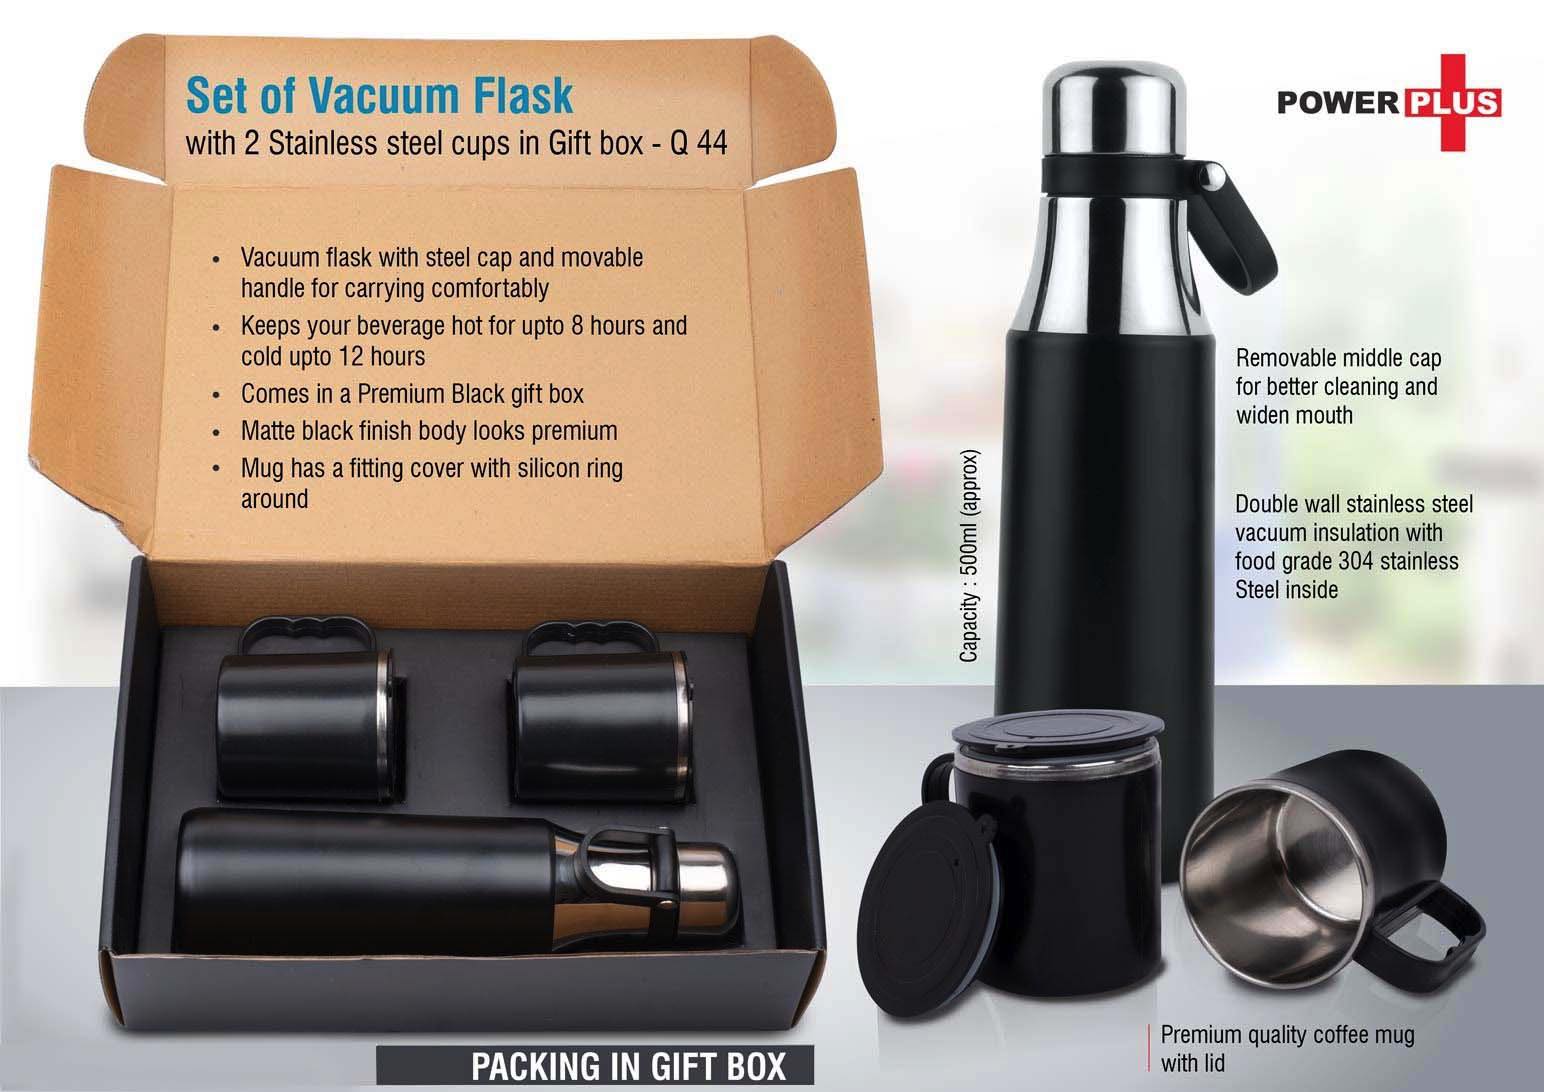 Set of Vacuum Flask
with 2 Stainless steel cups in Gift box - Q 44
• Vacuum flask with steel cap and movable
handle for carrying comfortably
• Keeps your beverage hot for upto 8 hours and
cold upto 12 hours
• Comes in a Premium Black gift box
• Matte black finish body looks premium
• Mug has a fitting cover with silicon ring
around
PACKING IN GIFT BOX
POWER PLUS
Removable middle cap
for better cleaning and
widen mouth
Capacity : 500ml (approx)
Double wall stainless steel
vacuum insulation with
food grade 304 stainless
Steel inside
Premium quality coffee mug
with lid